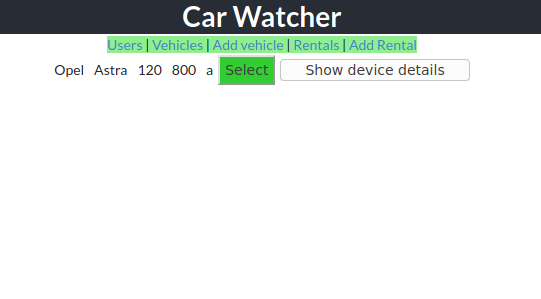 Car Watcher
Users | Vehicles | Add vehicle | Rentals | Add Rental
Opel Astra 120 800 a Select Show device details